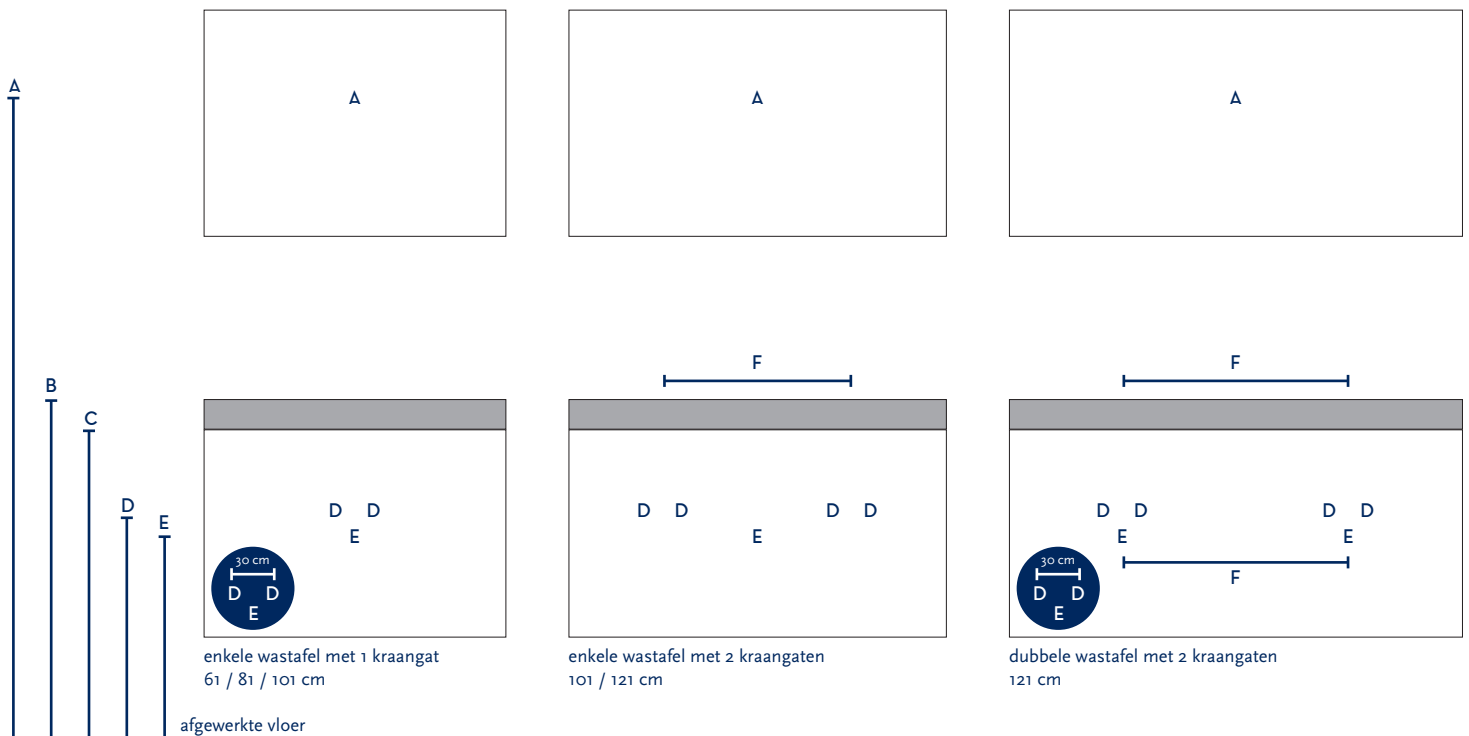 A
A
A
A
B
C
D
E
F
F
D D
E
D D D D
E
D D D D
E E
F
30 cm
D D
E
30 cm
D D
E
enkele wastafel met 1 kraangat
61 / 81 / 101 cm
enkele wastafel met 2 kraangaten
101 / 121 cm
dubbele wastafel met 2 kraangaten
121 cm
afgewerkte vloer